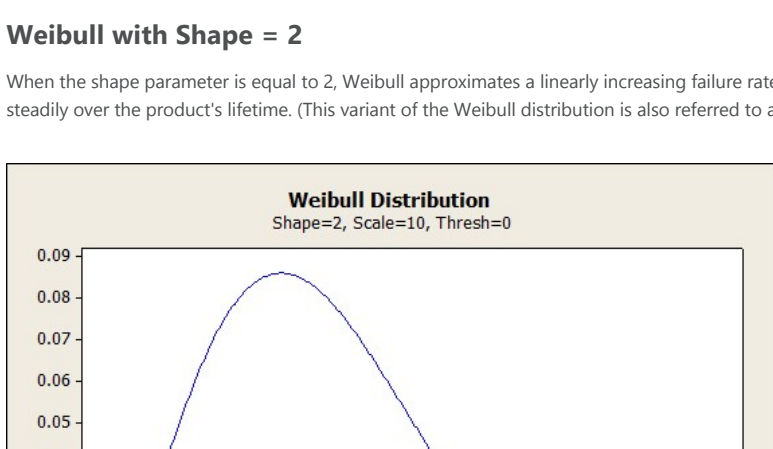 Weibull with Shape = 2
When the shape parameter is equal to 2, Weibull approximates a linearly increasing failure rate
steadily over the product's lifetime. (This variant of the Weibull distribution is also referred to a
Weibull Distribution
Shape=2, Scale=10, Thresh=0
0.09
0.08
0.07
0.06
0.05